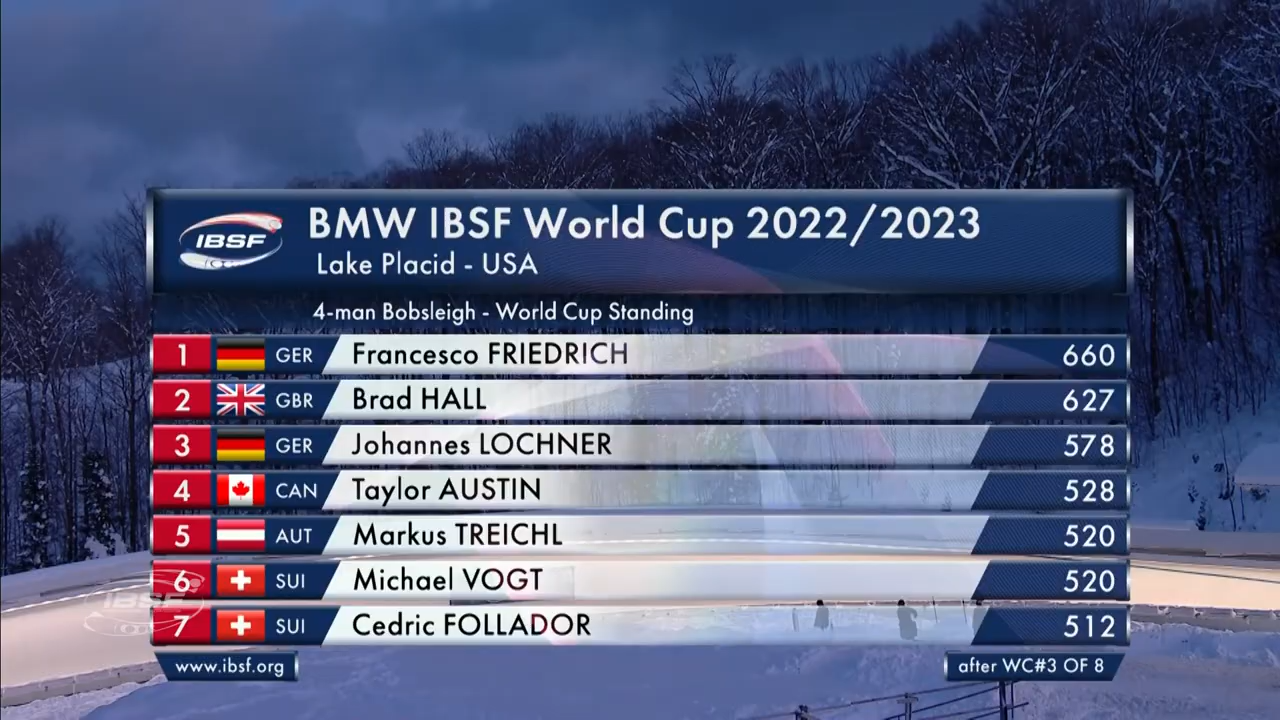 IBSF
BMW IBSF World Cup 2022/2023
Lake Placid - USA
4-man Bobsleigh - World Cup Standing
1 GER Francesco FRIEDRICH 660
2 GBR Brad HALL 627
3 GER Johannes LOCHNER 578
4 CAN Taylor AUSTIN 528
5 AUT Markus TREICHL 520
6 SUI Michael VOGT 520
7 SUI Cedric FOLLADOR 512
IBSF
www.ibsf.org
after WC#3 OF 8